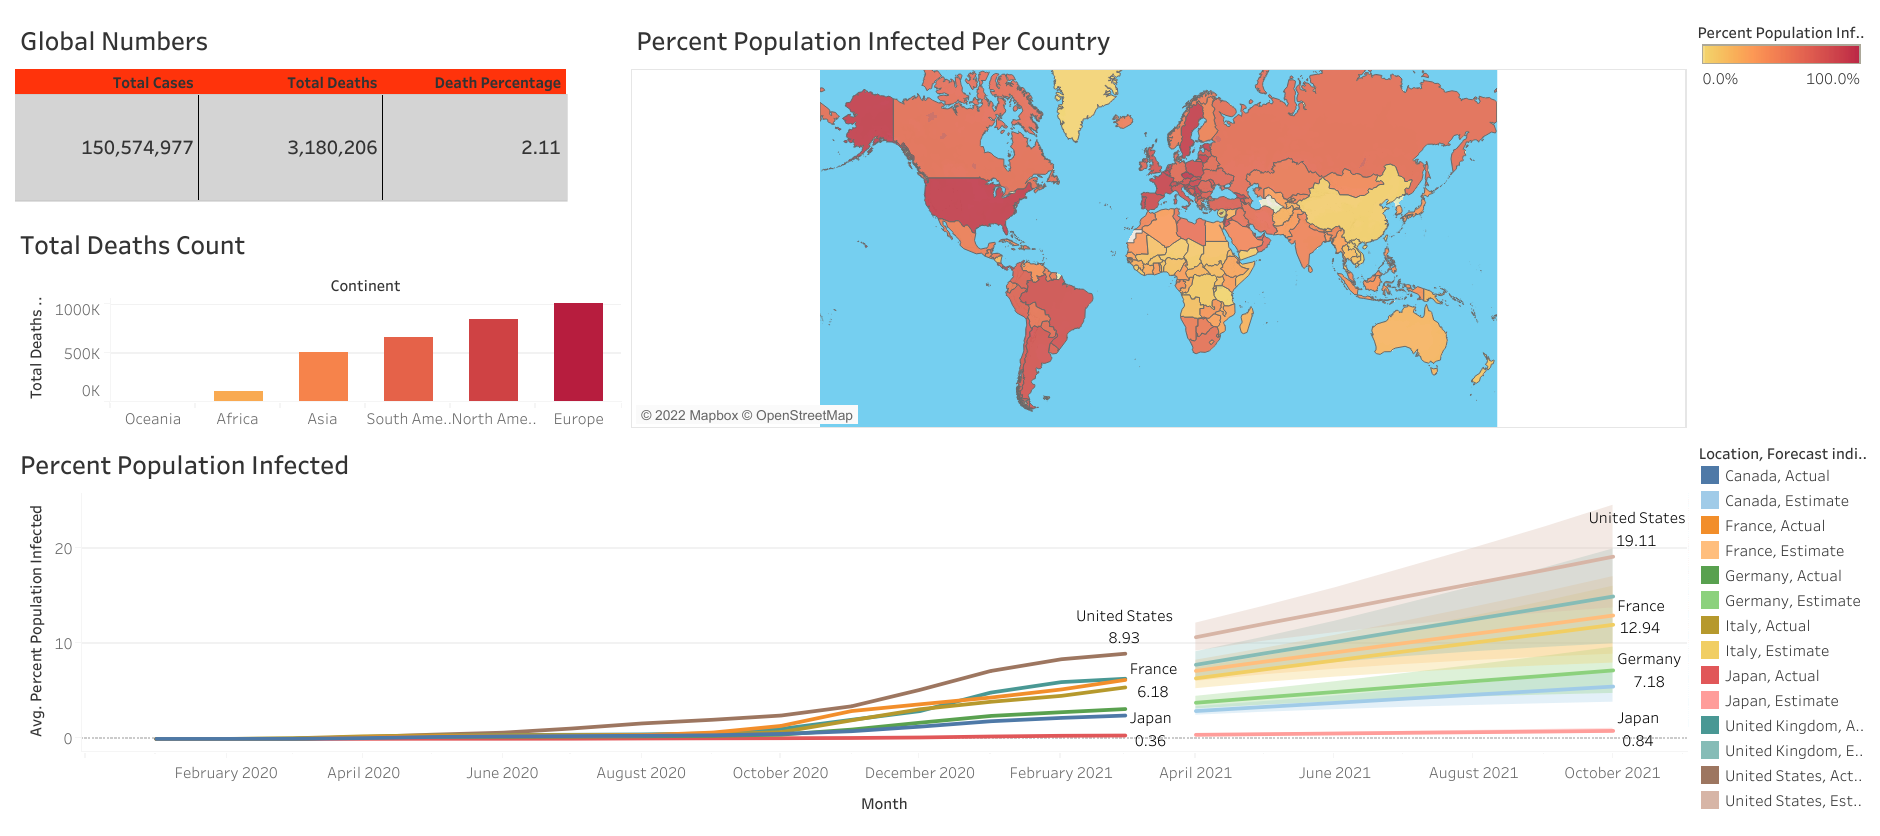 Global Numbers
Total Cases Total Deaths Death Percentage
150,574,977 3,180,206 2.11
Total Deaths Count
Continent
Total Deaths ..
1000K
500K
0K
Oceania Africa Asia South Ame.. North Ame.. Europe
Percent Population Infected Per Country
© 2022 Mapbox © OpenStreetMap
Percent Population Inf..
0.0% 100.0%
Percent Population Infected
Avg. Percent Population Infected
20
10
0
United States
8.93
France
6.18
Japan
0.36
United States
19.11
France
12.94
Germany
7.18
Japan
0.84
February 2020 April 2020 June 2020 August 2020 October 2020 December 2020 February 2021 April 2021 June 2021 August 2021 October 2021
Month
Location, Forecast indi..
Canada, Actual
Canada, Estimate
France, Actual
France, Estimate
Germany, Actual
Germany, Estimate
Italy, Actual
Italy, Estimate
Japan, Actual
Japan, Estimate
United Kingdom, A..
United Kingdom, E..
United States, Act..
United States, Est..